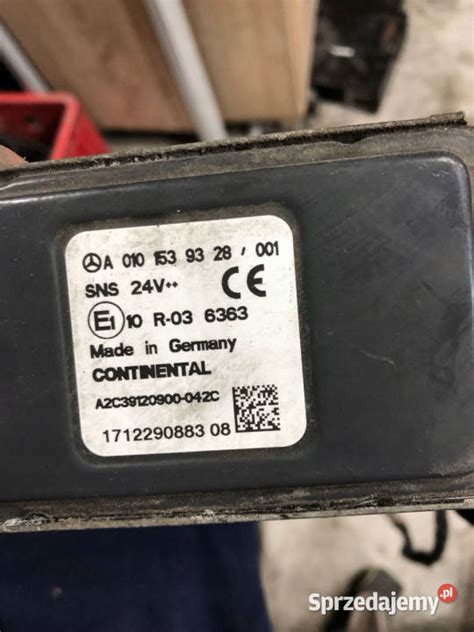 A 010 153 93 28 / 001
SNS 24V••
CE
E1 10 R-03 6363
Made in Germany
CONTINENTAL
A2C39120900-042C
1712290883 08
Sprzedajemy.pl